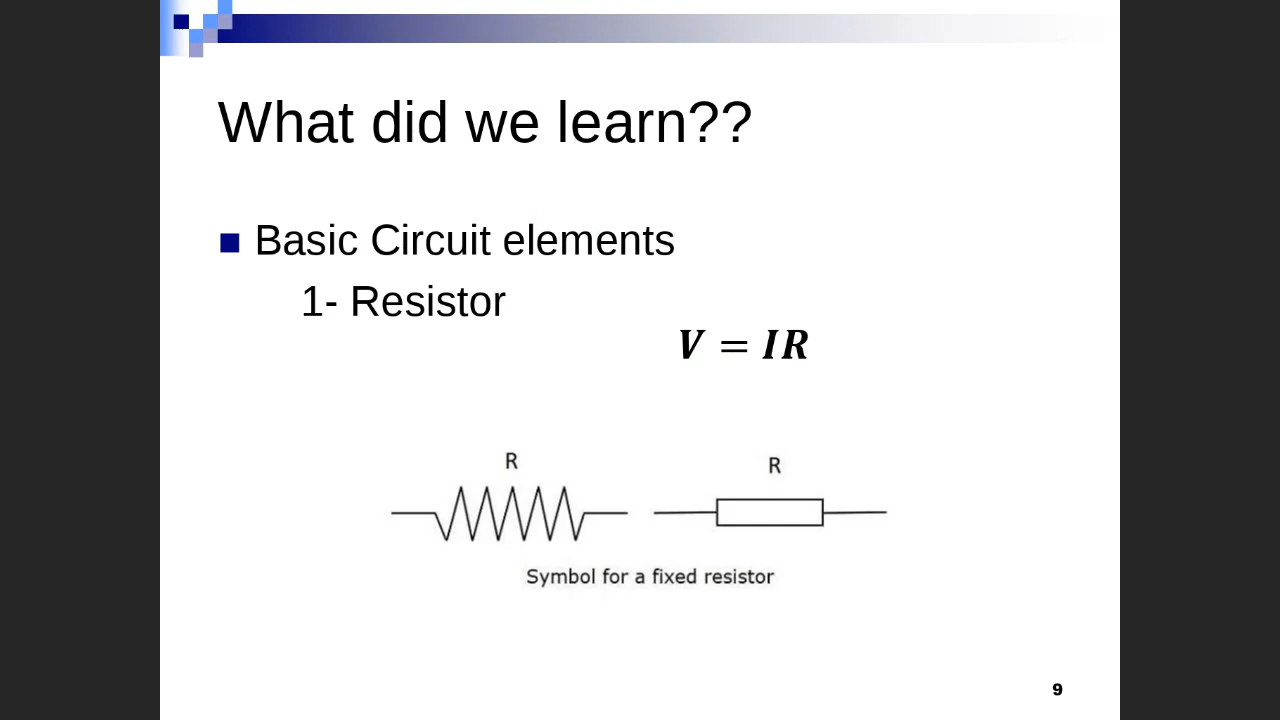 What did we learn??
Basic Circuit elements
1- Resistor
V = IR
R
R
Symbol for a fixed resistor
9